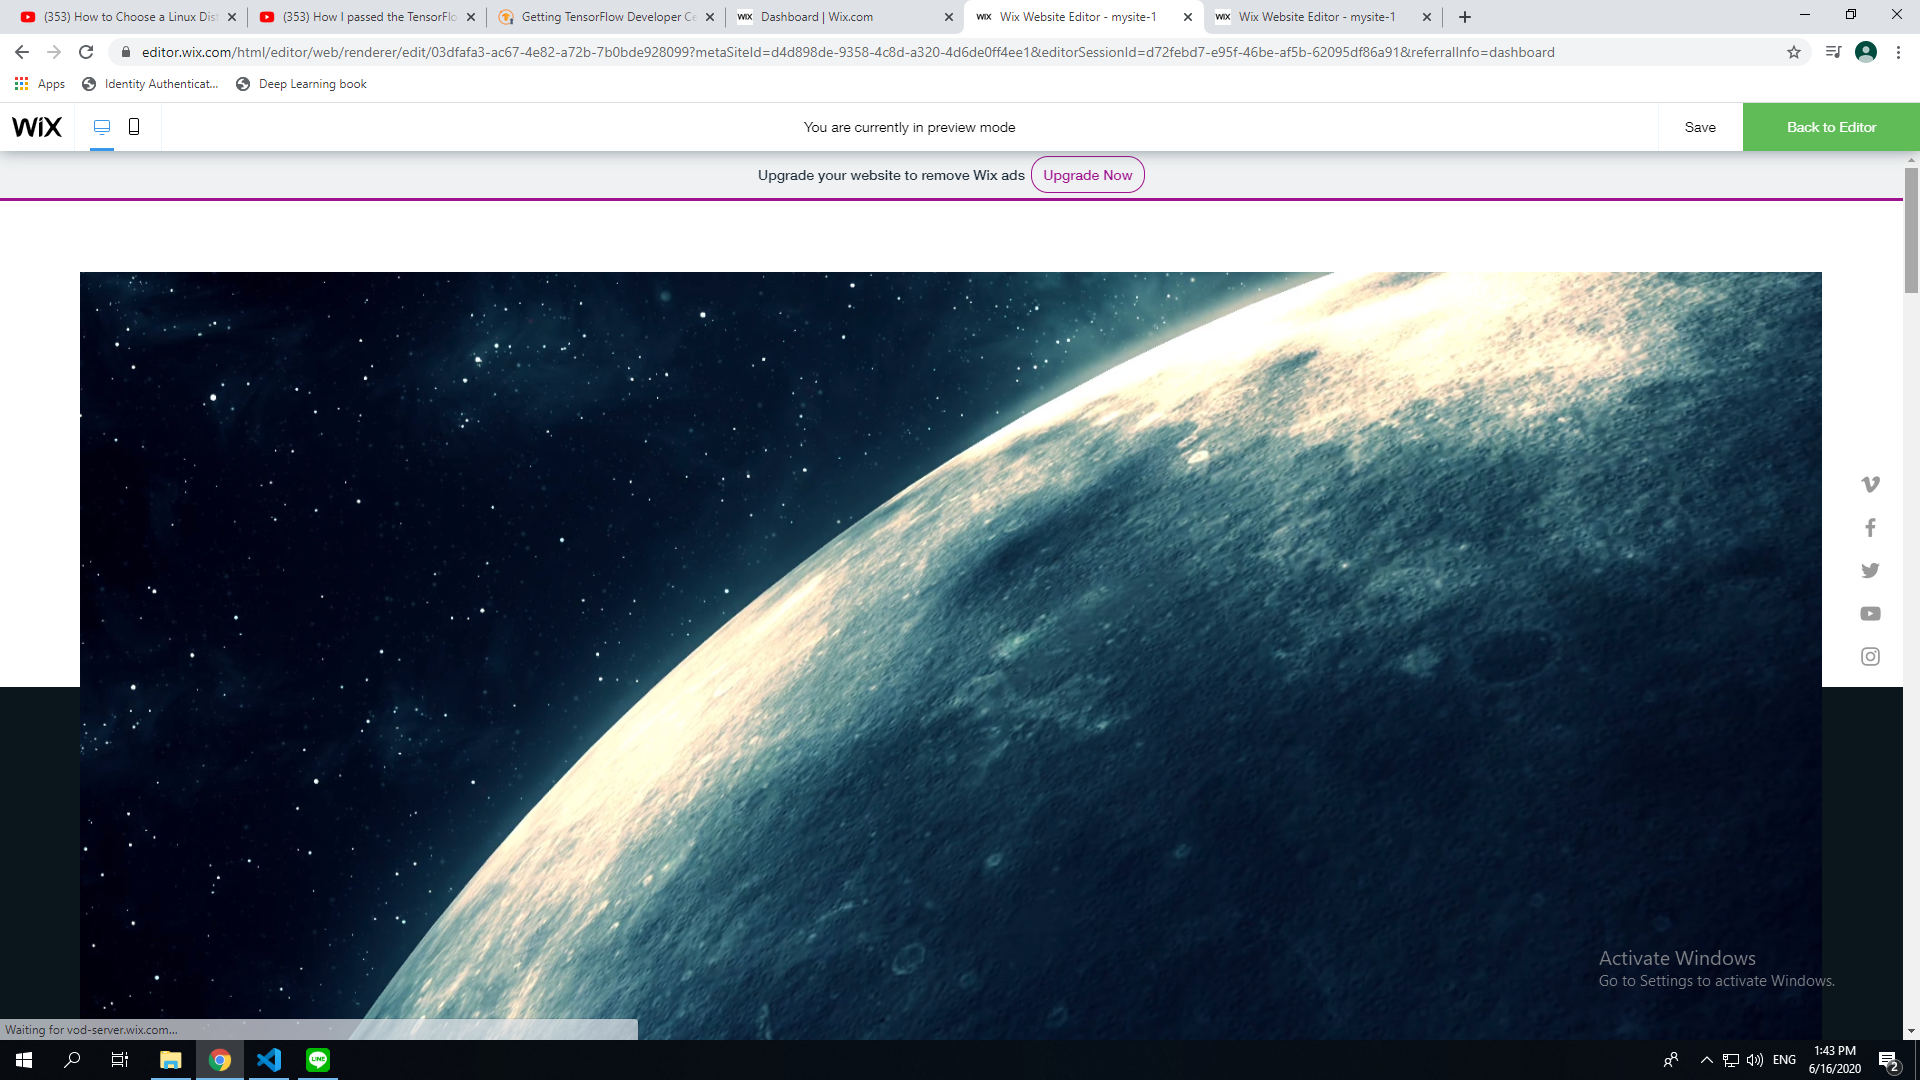 (353) How to Choose a Linux Dist
(353) How I passed the TensorFlo
Getting TensorFlow Developer Ce
WiX
Dashboard | Wix.com
WiX
Wix Website Editor - mysite-1
WiX
Wix Website Editor - mysite-1
editor.wix.com/html/editor/web/renderer/edit/03dfafa3-ac67-4e82-a72b-7b0bde928099?metaSiteId=d4d898de-9358-4c8d-a320-4d6de0ff4ee1&editorSessionId=d72febd7-e95f-46be-af5b-62095df86a91&referralInfo=dashboard
Apps
Identity Authenticat...
Deep Learning book
WiX
You are currently in preview mode
Save
Back to Editor
Upgrade your website to remove Wix ads
Upgrade Now
Activate Windows
Go to Settings to activate Windows.
Waiting for vod-server.wix.com...
LINE
ENG
1:43 PM
6/16/2020
2